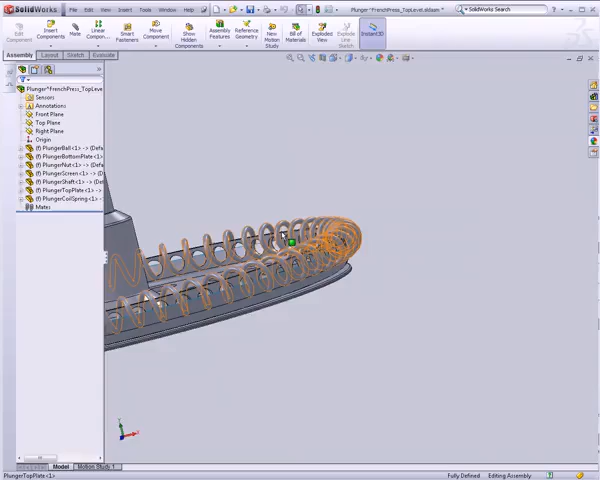 SolidWorks
File Edit View Insert Tools Window Help
Plunger^FrenchPress_TopLevel.sldasm
SolidWorks Search
Edit Component
Insert Components
Mate
Linear Componen...
Smart Fasteners
Move Component
Show Hidden Components
Assembly Features
Reference Geometry
New Motion Study
Bill of Materials
Exploded View
Explode Line Sketch
Instant3D
Assembly Layout Sketch Evaluate
Plunger^FrenchPress_TopLeve
Sensors
Annotations
Front Plane
Top Plane
Right Plane
Origin
(f) PlungerBall<1> -> (Defa
(f) PlungerBottomPlate<1>
(f) PlungerNut<1> -> (Defa
(f) PlungerScreen<1> -> (D
(f) PlungerShaft<1> -> (De
(f) PlungerTopPlate<1> ->
(f) PlungerCoilSpring<1> ->
Mates
Model Motion Study 1
PlungerTopPlate<1>
Fully Defined Editing Assembly